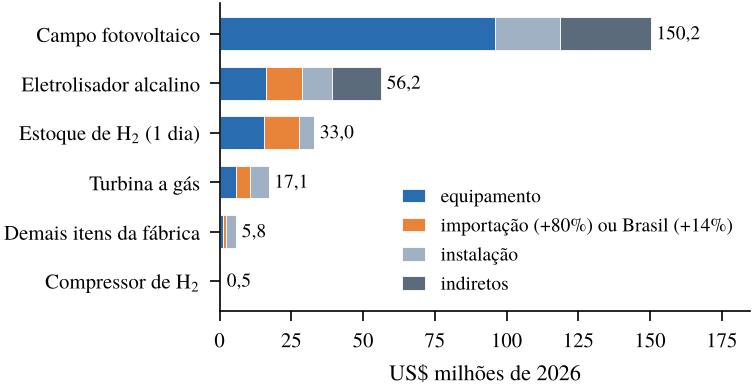 Campo fotovoltaico 150,2
Eletrolisador alcalino 56,2
Estoque de H₂ (1 dia) 33,0
Turbina a gás 17,1
Demais itens da fábrica 5,8
Compressor de H₂ 0,5
equipamento
importação (+80%) ou Brasil (+14%)
instalação
indiretos
0 25 50 75 100 125 150 175
US$ milhões de 2026